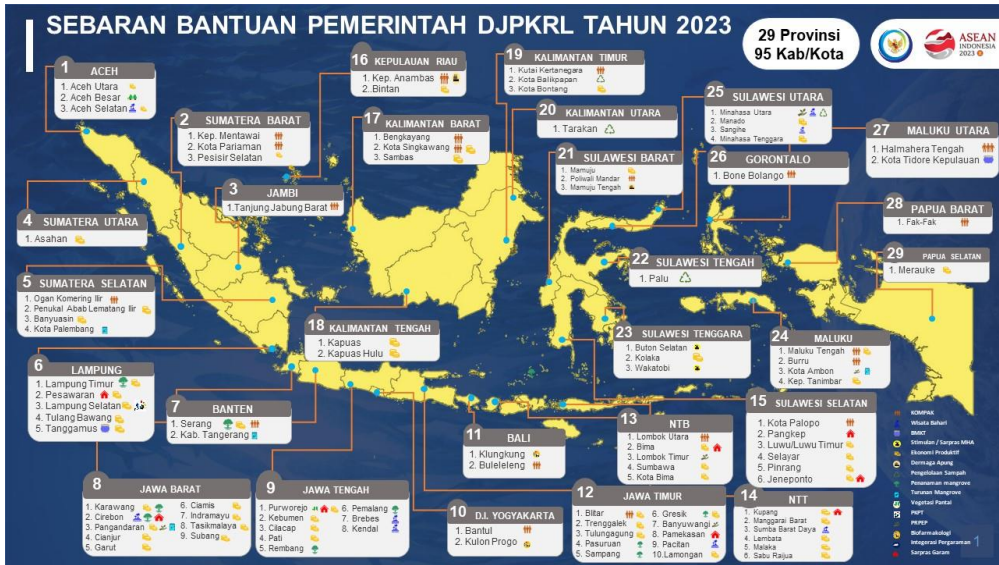 SEBARAN BANTUAN PEMERINTAH DJPKRL TAHUN 2023
29 Provinsi
95 Kab/Kota
ASEAN
INDONESIA
2023
1 ACEH
1. Aceh Utara
2. Aceh Besar
3. Aceh Selatan
2 SUMATERA BARAT
1. Kep. Mentawai
2. Kota Pariaman
3. Pesisir Selatan
3 JAMBI
1.Tanjung Jabung Barat
4 SUMATERA UTARA
1. Asahan
5 SUMATERA SELATAN
1. Ogan Komering Ilir
2. Penukal Abab Lematang Ilir
3. Banyuasin
4. Kota Palembang
6 LAMPUNG
1. Lampung Timur
2. Pesawaran
3. Lampung Selatan
4. Tulang Bawang
5. Tanggamus
7 BANTEN
1. Serang
2. Kab. Tangerang
8 JAWA BARAT
1. Karawang
2. Cirebon
3. Pangandaran
4. Cianjur
5. Garut
6. Ciamis
7. Indramayu
8. Tasikmalaya
9. Subang
9 JAWA TENGAH
1. Purworejo
2. Kebumen
3. Cilacap
4. Pati
5. Rembang
6. Pemalang
7. Brebes
8. Kendal
10 D.I. YOGYAKARTA
1. Bantul
2. Kulon Progo
11 BALI
1. Klungkung
2. Buleleleng
12 JAWA TIMUR
1. Blitar
2. Trenggalek
3. Tulungagung
4. Pasuruan
5. Sampang
6. Gresik
7. Banyuwangi
8. Pamekasan
9. Pacitan
10.Lamongan
13 NTB
1. Lombok Utara
2. Bima
3. Lombok Timur
4. Sumbawa
5. Kota Bima
14 NTT
1. Kupang
2. Manggarai Barat
3. Sumba Barat Daya
4. Lembata
5. Malaka
6. Sabu Raijua
15 SULAWESI SELATAN
1. Kota Palopo
2. Pangkep
3. Luwu/Luwu Timur
4. Selayar
5. Pinrang
6. Jeneponto
16 KEPULAUAN RIAU
1. Kep. Anambas
2. Bintan
17 KALIMANTAN BARAT
1. Bengkayang
2. Kota Singkawang
3. Sambas
18 KALIMANTAN TENGAH
1. Kapuas
2. Kapuas Hulu
19 KALIMANTAN TIMUR
1. Kutai Kertanegara
2. Kota Balikpapan
3. Kota Bontang
20 KALIMANTAN UTARA
1. Tarakan
21 SULAWESI BARAT
1. Mamuju
2. Poliwali Mandar
3. Mamuju Tengah
22 SULAWESI TENGAH
1. Palu
23 SULAWESI TENGGARA
1. Buton Selatan
2. Kolaka
3. Wakatobi
24 MALUKU
1. Maluku Tengah
2. Burru
3. Kota Ambon
4. Kep. Tanimbar
25 SULAWESI UTARA
1. Minahasa Utara
2. Manado
3. Sangihe
4. Minahasa Tenggara
26 GORONTALO
1. Bone Bolango
27 MALUKU UTARA
1. Halmahera Tengah
2. Kota Tidore Kepulauan
28 PAPUA BARAT
1. Fak-Fak
29 PAPUA SELATAN
1. Merauke
KOMPAK
Wisata Bahari
BMKT
Stimulan / Sarpras MHA
Ekonomi Produktif
Dermaga Apung
Pengelolaan Sampah
Penanaman mangrove
Turunan Mangrove
Vegetasi Pantai
PKPT
PKPEP
Biofarmakologi
Integerasi Pergaraman
Sarpras Garam
1